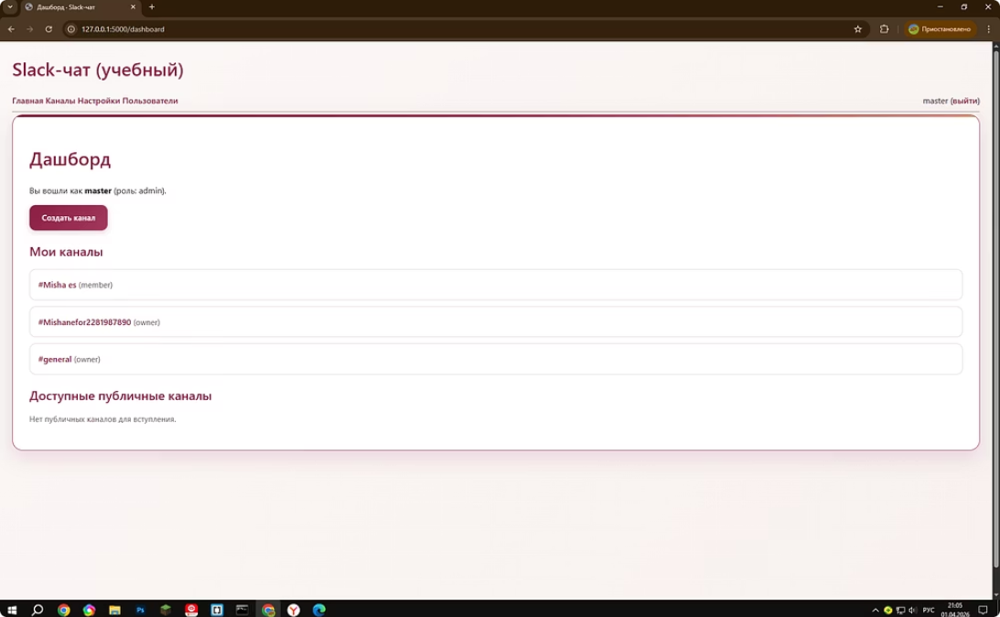 Дашборд - Slack-чат
127.0.0.1:5000/dashboard
Приостановлено
Slack-чат (учебный)
Главная Каналы Настройки Пользователи
master (выйти)
Дашборд
Вы вошли как master (роль: admin).
Создать канал
Мои каналы
#Misha es (member)
#Mishanefor2281987890 (owner)
#general (owner)
Доступные публичные каналы
Нет публичных каналов для вступления.
Ps
РУС
21:05
01.04.2026